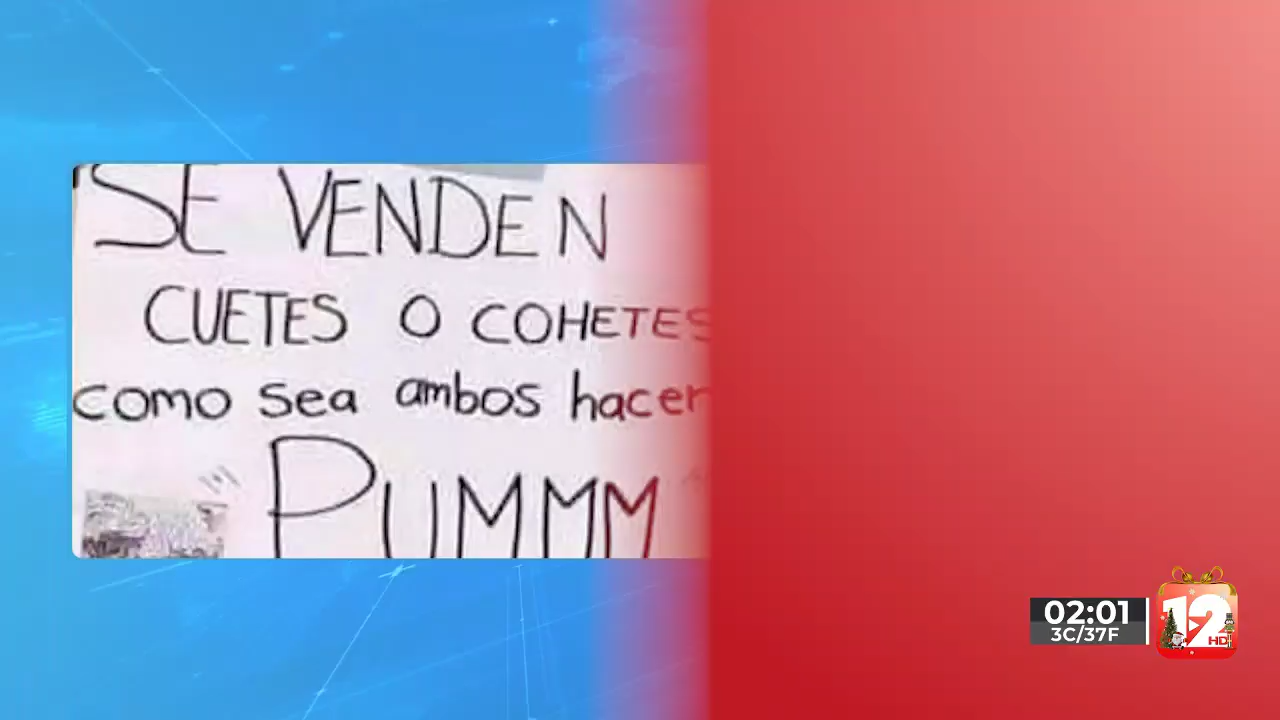 SE VENDEN
CUETES O COHETES
como sea ambos hacen
PUMMM
02:01
3C/37F
12
HD